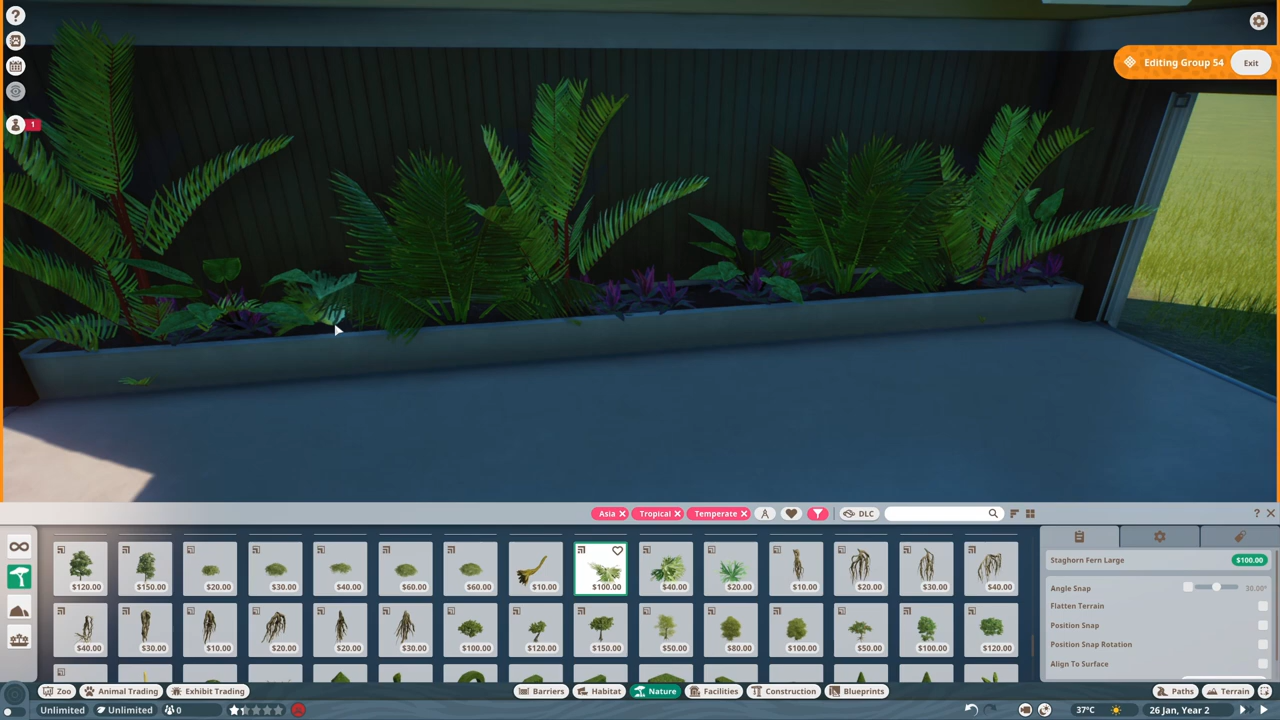 ?
Editing Group 54 Exit
1
Asia Tropical Temperate DLC
?
$120.00 $150.00 $20.00 $30.00 $40.00 $60.00 $60.00 $10.00 $100.00 $40.00 $20.00 $10.00 $20.00 $30.00 $40.00
$40.00 $30.00 $10.00 $20.00 $20.00 $30.00 $100.00 $120.00 $150.00 $50.00 $80.00 $100.00 $50.00 $100.00 $120.00
Staghorn Fern Large $100.00
Angle Snap 30.00°
Flatten Terrain
Position Snap
Position Snap Rotation
Align To Surface
Zoo Animal Trading Exhibit Trading Barriers Habitat Nature Facilities Construction Blueprints Paths Terrain
Unlimited Unlimited 0 37°C 26 Jan, Year 2